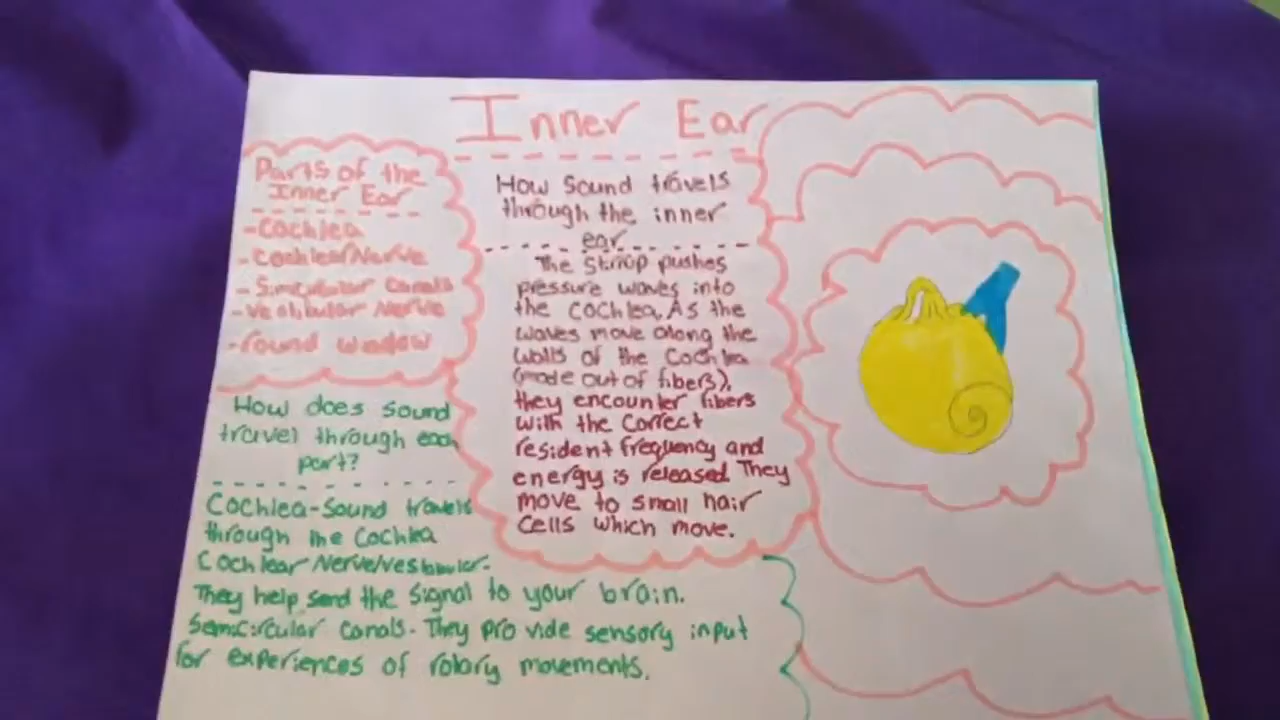 Inner Ear
Parts of the
Inner Ear
-Cochlea
-Cochlear Nerve
-Simcircular canals
-Vestibular Nerve
-round window
How does sound
travel through each
part?
Cochlea-Sound travels
through the Cochlea
Cochlear Nerve/vestibular-
They help send the signal to your brain.
Semicircular canals- They provide sensory input
for experiences of rotary movements.
How sound travels
through the inner
ear
The Strrup pushes
pressure waves into
the cochlea, As the
waves move along the
walls of the Cochlea
(made out of fibers),
they encounter fibers
with the correct
resident frequency and
energy is released They
move to small hair
cells which move.